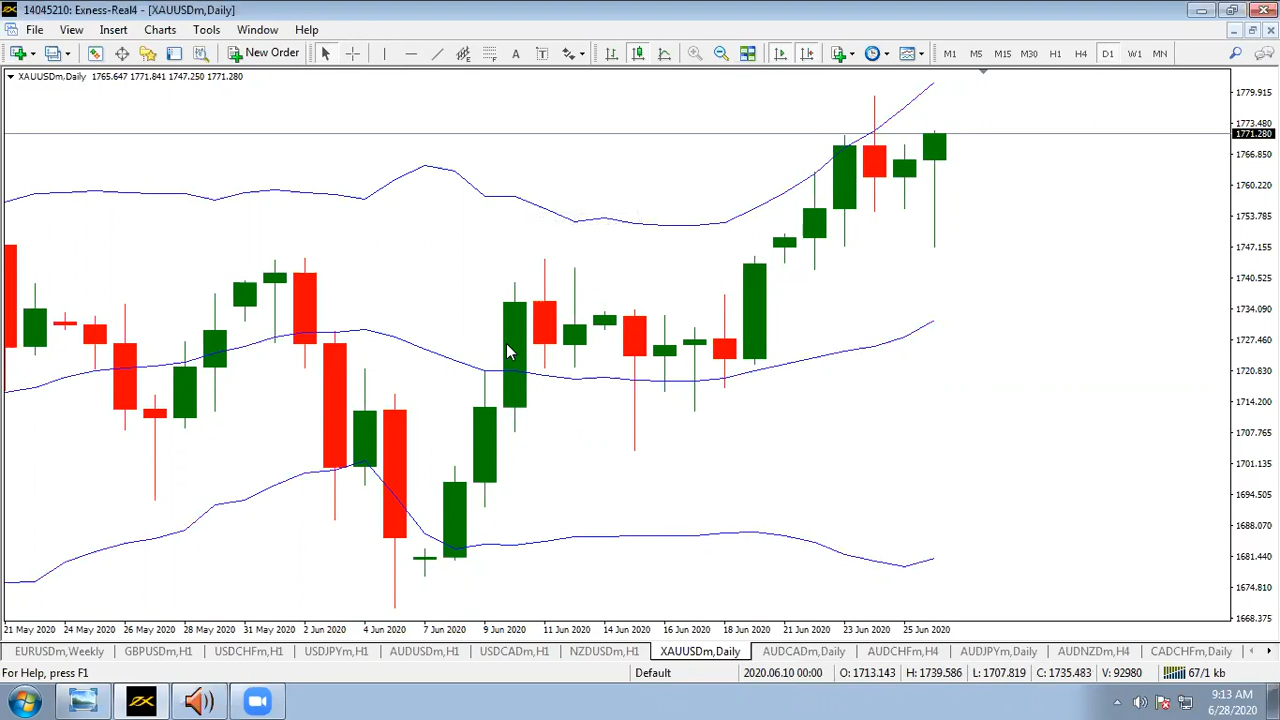 14045210: Exness-Real4 - [XAUUSDm,Daily]
File View Insert Charts Tools Window Help
New Order A T M1 M5 M15 M30 H1 H4 D1 W1 MN
XAUUSDm,Daily 1765.647 1771.841 1747.250 1771.280
1779.915
1773.480
1771.280
1766.850
1760.220
1753.785
1747.155
1740.525
1734.090
1727.460
1720.830
1714.200
1707.765
1701.135
1694.505
1688.070
1681.440
1674.810
1668.375
21 May 2020 24 May 2020 26 May 2020 28 May 2020 31 May 2020 2 Jun 2020 4 Jun 2020 7 Jun 2020 9 Jun 2020 11 Jun 2020 14 Jun 2020 16 Jun 2020 18 Jun 2020 21 Jun 2020 23 Jun 2020 25 Jun 2020
EURUSDm,Weekly GBPUSDm,H1 USDCHFm,H1 USDJPYm,H1 AUDUSDm,H1 USDCADm,H1 NZDUSDm,H1 XAUUSDm,Daily AUDCADm,Daily AUDCHFm,H4 AUDJPYm,Daily AUDNZDm,H4 CADCHFm,Daily
For Help, press F1 Default 2020.06.10 00:00 O: 1713.143 H: 1739.586 L: 1707.819 C: 1735.483 V: 92980 67/1 kb
9:13 AM
6/28/2020